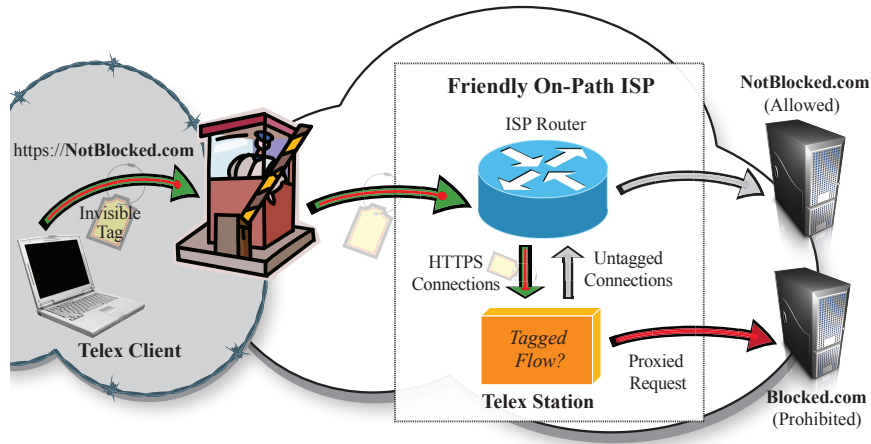 https://NotBlocked.com
Invisible
Tag
Telex Client
Friendly On-Path ISP
ISP Router
HTTPS
Connections
Untagged
Connections
Tagged
Flow?
Telex Station
Proxied
Request
NotBlocked.com
(Allowed)
Blocked.com
(Prohibited)